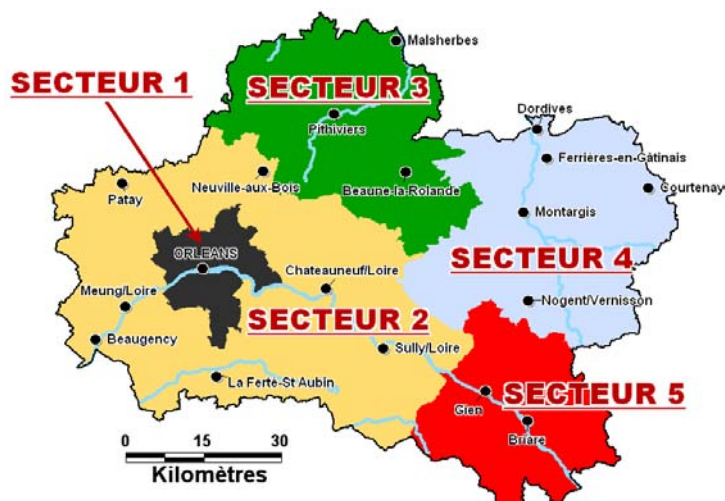 Malsherbes
SECTEUR 1
SECTEUR 3
Dordives
Pithiviers
Ferrières-en-Gâtinais
Neuville-aux-Bois
Beaune-la-Rolande
Courtenay
Patay
Montargis
ORLEANS
SECTEUR 4
Chateauneuf/Loire
Meung/Loire
Nogent/Vernisson
SECTEUR 2
Beaugency
Sully/Loire
La Ferté-St Aubin
SECTEUR 5
Gien
Briare
0 15 30
Kilomètres